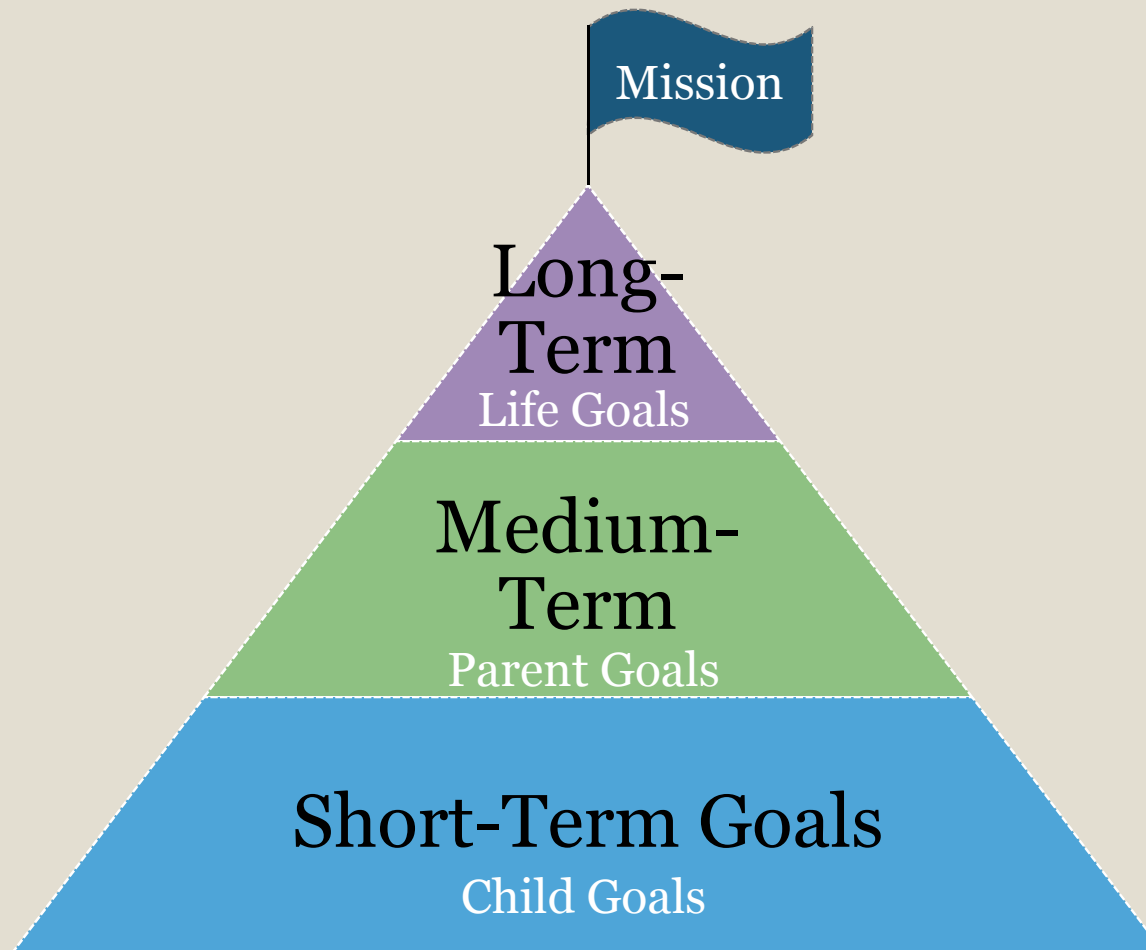 Mission
Long-
Term
Life Goals
Medium-
Term
Parent Goals
Short-Term Goals
Child Goals